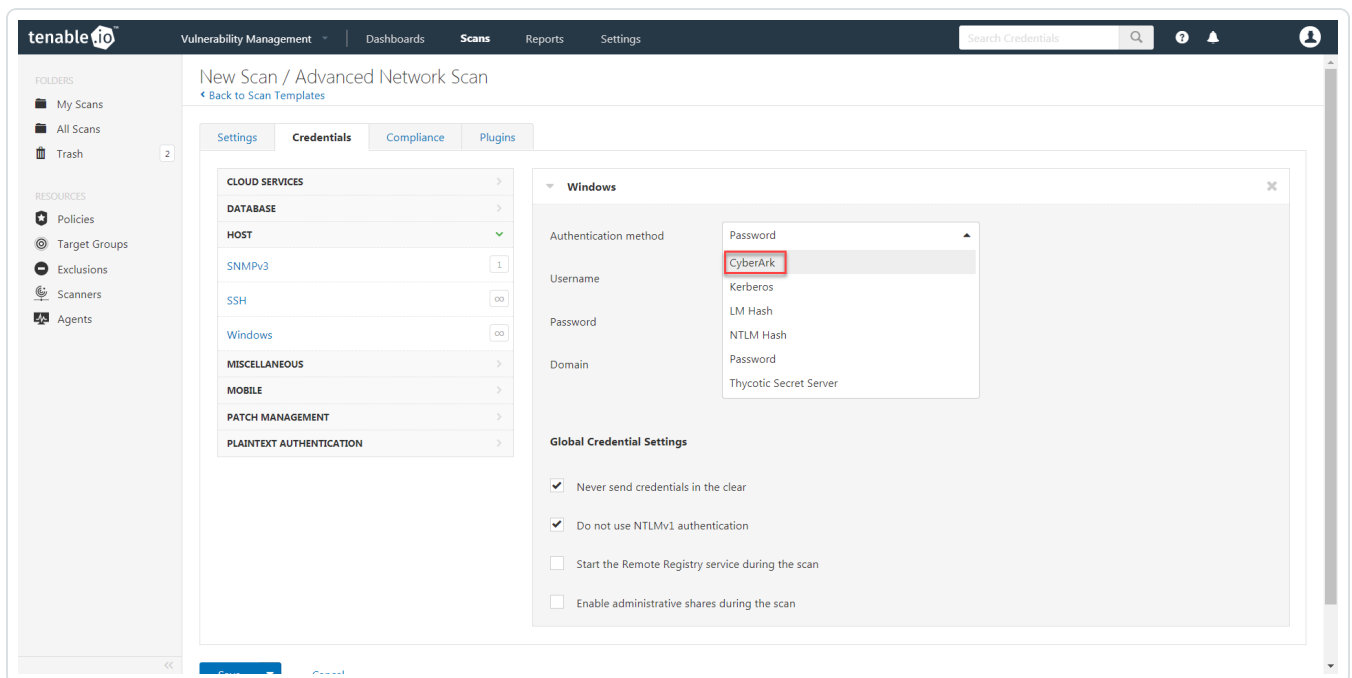 tenable.io™
Vulnerability Management
Dashboards
Scans
Reports
Settings
Search Credentials
FOLDERS
My Scans
All Scans
Trash
2
RESOURCES
Policies
Target Groups
Exclusions
Scanners
Agents
New Scan / Advanced Network Scan
Back to Scan Templates
Settings
Credentials
Compliance
Plugins
CLOUD SERVICES
DATABASE
HOST
SNMPv3
1
SSH
∞
Windows
∞
MISCELLANEOUS
MOBILE
PATCH MANAGEMENT
PLAINTEXT AUTHENTICATION
Windows
Authentication method
Password
CyberArk
Kerberos
LM Hash
NTLM Hash
Password
Thycotic Secret Server
Username
Password
Domain
Global Credential Settings
Never send credentials in the clear
Do not use NTLMv1 authentication
Start the Remote Registry service during the scan
Enable administrative shares during the scan
Save
Cancel